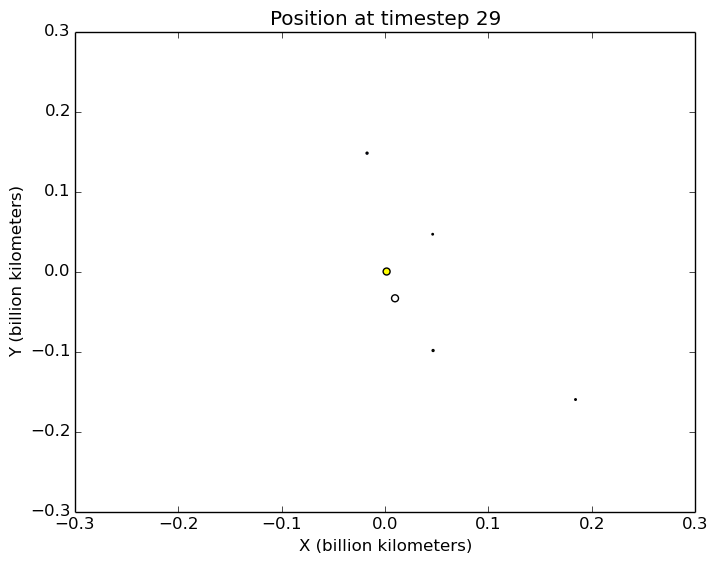 Position at timestep 29
0.3
0.2
0.1
0.0
−0.1
−0.2
−0.3
Y (billion kilometers)
−0.3 −0.2 −0.1 0.0 0.1 0.2 0.3
X (billion kilometers)